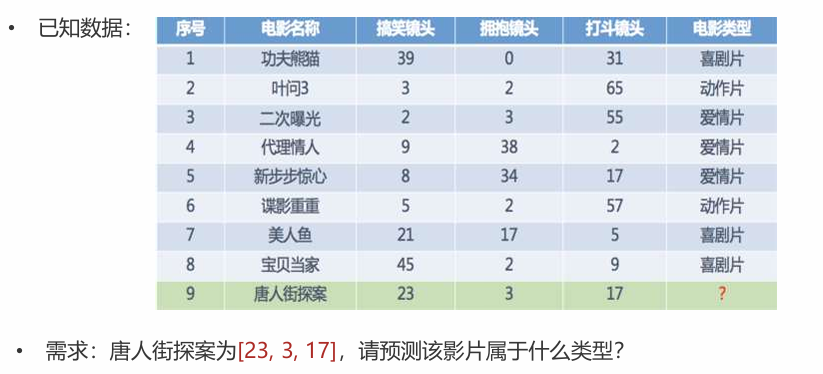 • 已知数据：
序号 电影名称 搞笑镜头 拥抱镜头 打斗镜头 电影类型
1 功夫熊猫 39 0 31 喜剧片
2 叶问3 3 2 65 动作片
3 二次曝光 2 3 55 爱情片
4 代理情人 9 38 2 爱情片
5 新步步惊心 8 34 17 爱情片
6 谍影重重 5 2 57 动作片
7 美人鱼 21 17 5 喜剧片
8 宝贝当家 45 2 9 喜剧片
9 唐人街探案 23 3 17 ?
• 需求：唐人街探案为[23, 3, 17]，请预测该影片属于什么类型？